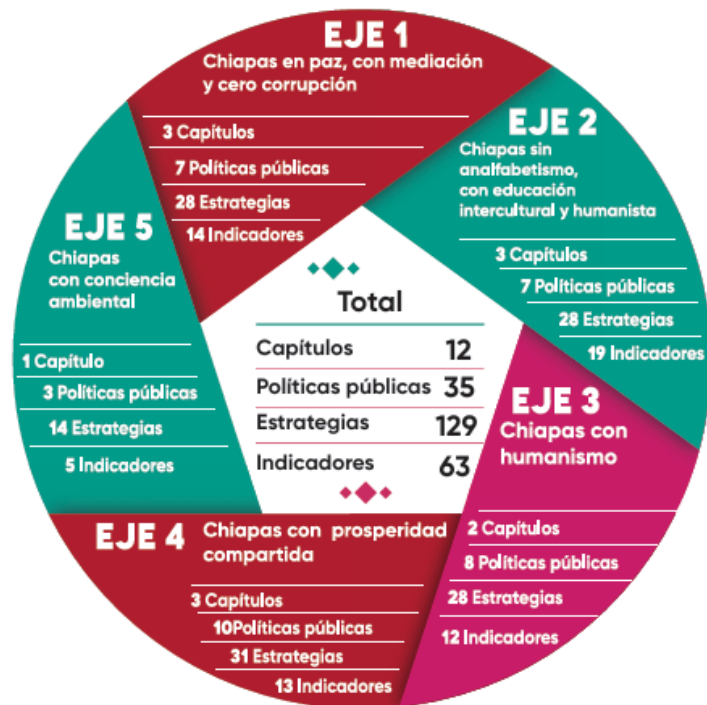 EJE 1
Chiapas en paz, con mediación
y cero corrupción
3 Capítulos
7 Políticas públicas
28 Estrategias
14 Indicadores
EJE 2
Chiapas sin
analfabetismo,
con educación
intercultural y humanista
3 Capítulos
7 Políticas públicas
28 Estrategias
19 Indicadores
EJE 3
Chiapas con
humanismo
2 Capítulos
8 Políticas públicas
28 Estrategias
12 Indicadores
EJE 4
Chiapas con prosperidad
compartida
3 Capítulos
10Políticas públicas
31 Estrategias
13 Indicadores
EJE 5
Chiapas
con conciencia
ambiental
1 Capítulo
3 Políticas públicas
14 Estrategias
5 Indicadores
Total
Capítulos 12
Políticas públicas 35
Estrategias 129
Indicadores 63